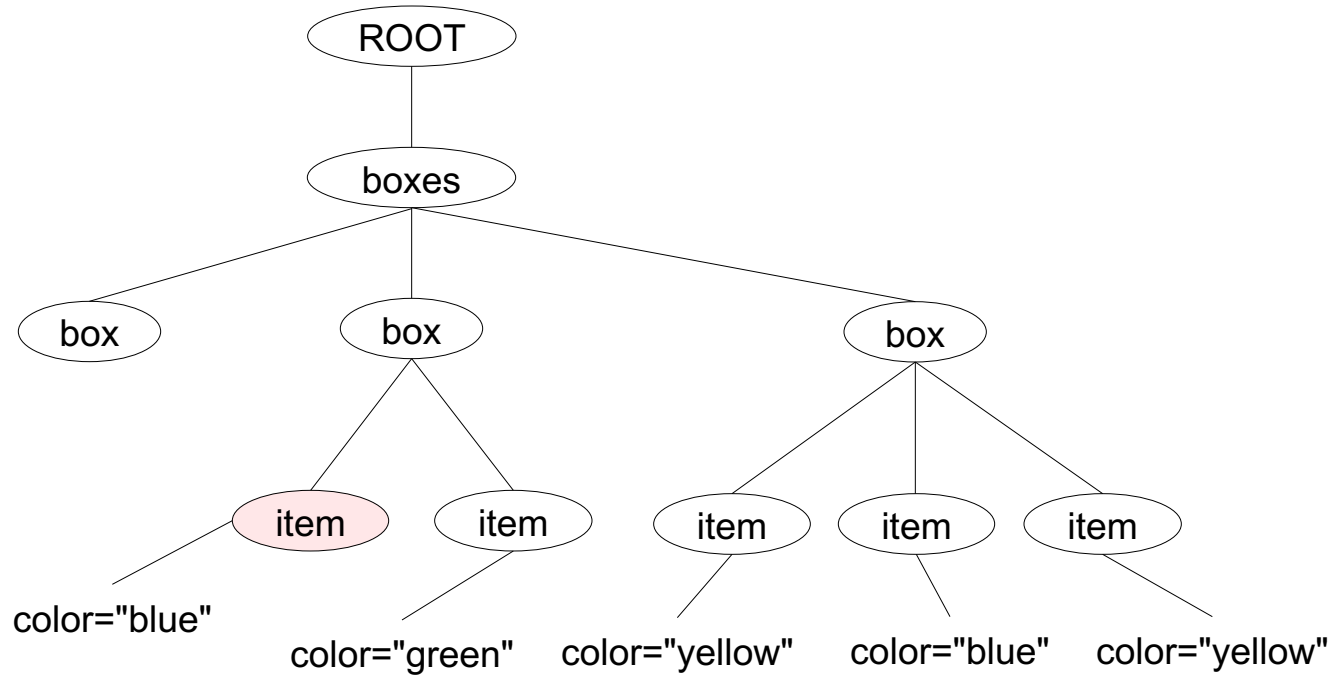 ROOT
boxes
box
box
box
item
item
item
item
item
color="blue"
color="green"
color="yellow"
color="blue"
color="yellow"